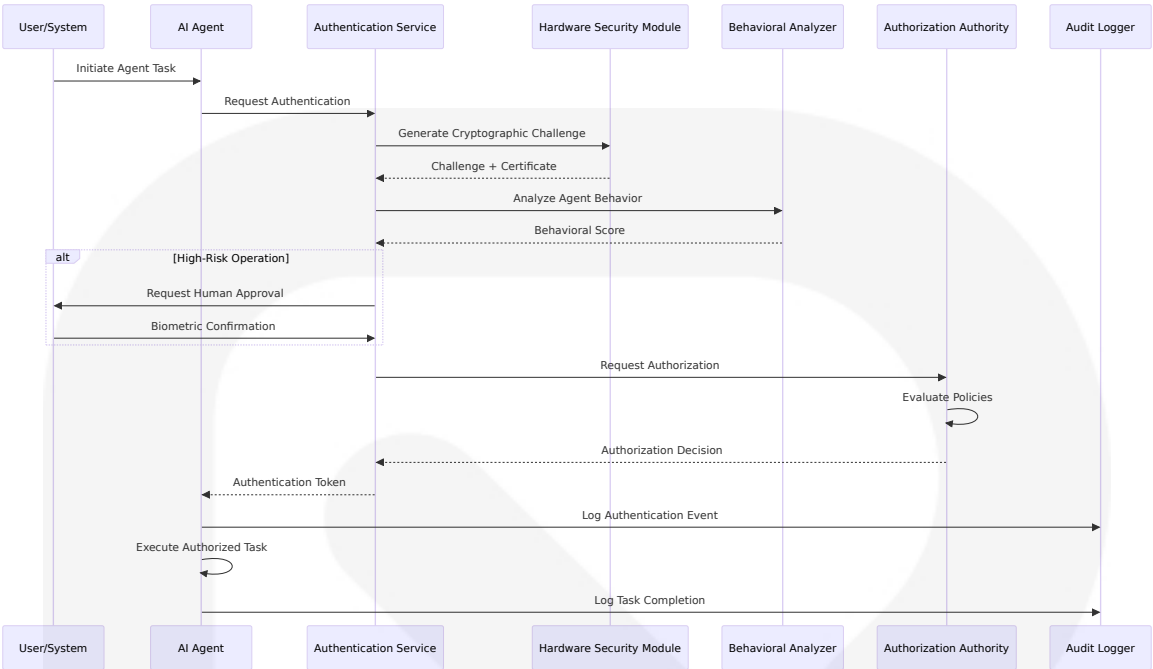 User/System
AI Agent
Authentication Service
Hardware Security Module
Behavioral Analyzer
Authorization Authority
Audit Logger
Initiate Agent Task
Request Authentication
Generate Cryptographic Challenge
Challenge + Certificate
Analyze Agent Behavior
Behavioral Score
alt
[High-Risk Operation]
Request Human Approval
Biometric Confirmation
Request Authorization
Evaluate Policies
Authorization Decision
Authentication Token
Log Authentication Event
Execute Authorized Task
Log Task Completion
User/System
AI Agent
Authentication Service
Hardware Security Module
Behavioral Analyzer
Authorization Authority
Audit Logger